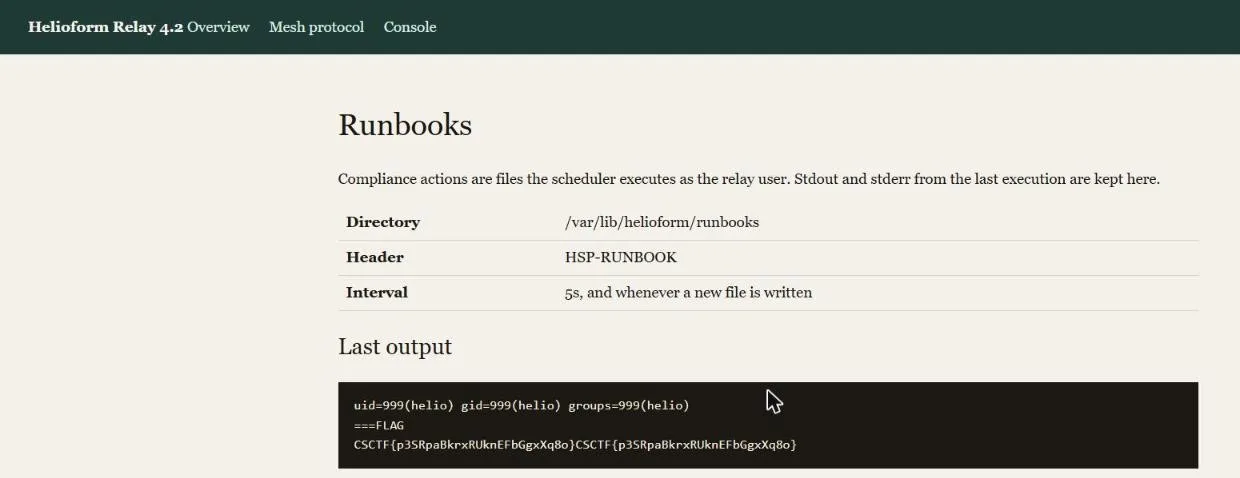 Helioform Relay 4.2 Overview Mesh protocol Console
Runbooks
Compliance actions are files the scheduler executes as the relay user. Stdout and stderr from the last execution are kept here.
Directory /var/lib/helioform/runbooks
Header HSP-RUNBOOK
Interval 5s, and whenever a new file is written
Last output
uid=999(helio) gid=999(helio) groups=999(helio)
===FLAG
CSCTF{p3SRpaBkrxRUknEFbGgxXq8o}CSCTF{p3SRpaBkrxRUknEFbGgxXq8o}